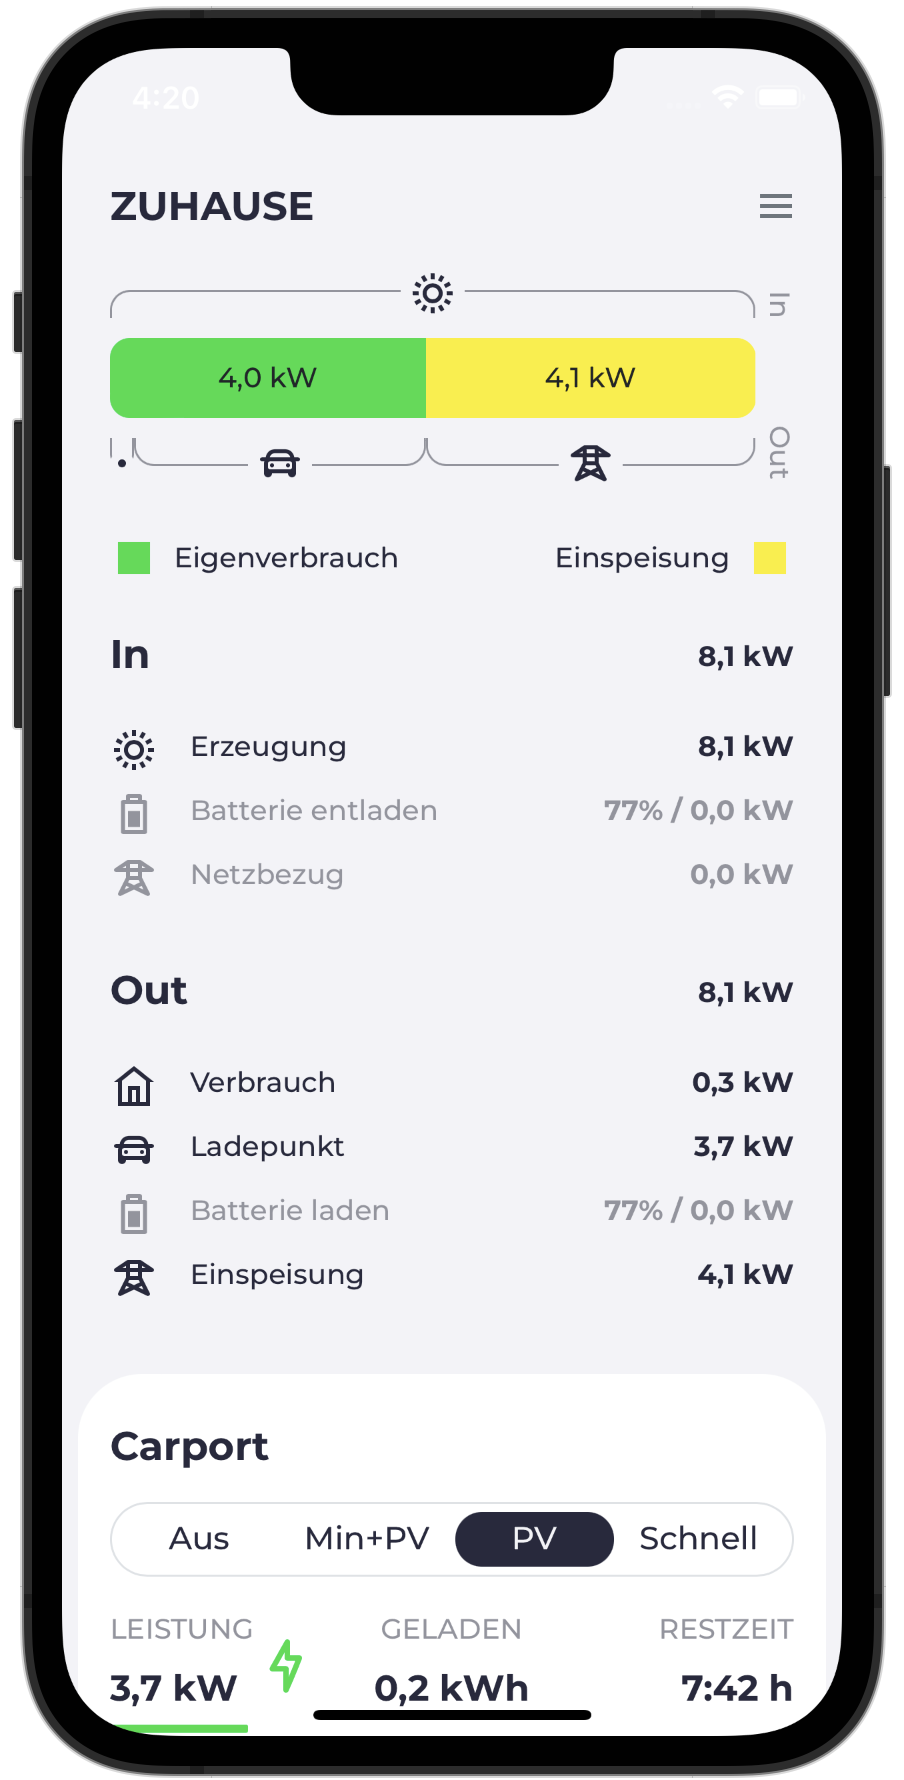 4:20
ZUHAUSE
In
4,0 kW 4,1 kW
Out
Eigenverbrauch Einspeisung
In 8,1 kW
Erzeugung 8,1 kW
Batterie entladen 77% / 0,0 kW
Netzbezug 0,0 kW
Out 8,1 kW
Verbrauch 0,3 kW
Ladepunkt 3,7 kW
Batterie laden 77% / 0,0 kW
Einspeisung 4,1 kW
Carport
Aus Min+PV PV Schnell
LEISTUNG GELADEN RESTZEIT
3,7 kW 0,2 kWh 7:42 h